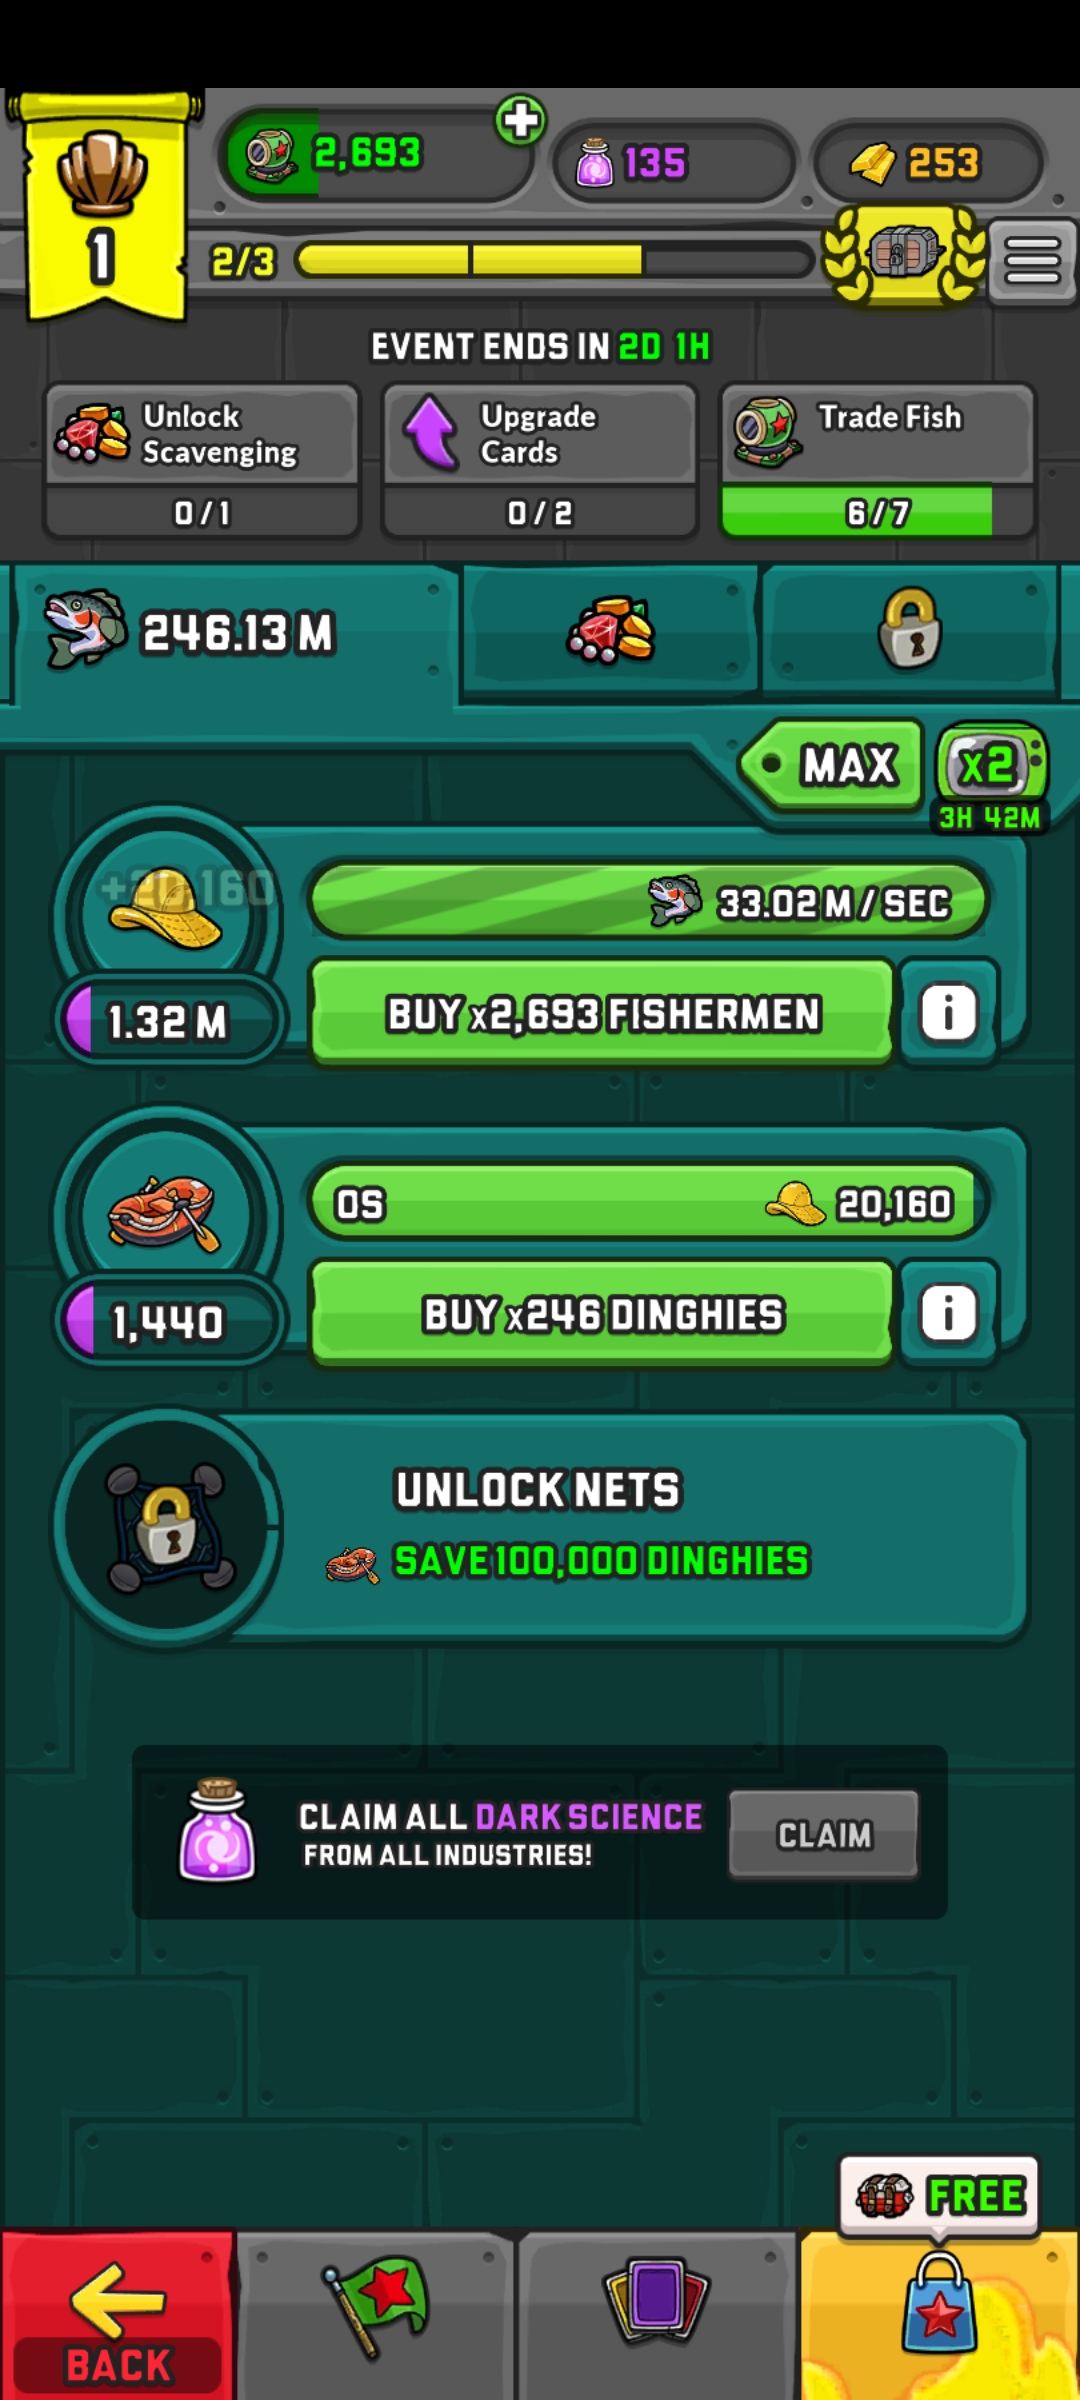 2,693
135
253
1
2/3
EVENT ENDS IN 2D 1H
Unlock
Scavenging
0/1
Upgrade
Cards
0/2
Trade Fish
6/7
246.13 M
MAX
x2
3H 42M
+20,160
33.02 M / SEC
1.32 M
BUY x2,693 FISHERMEN
i
0S
20,160
1,440
BUY x246 DINGHIES
i
UNLOCK NETS
SAVE 100,000 DINGHIES
CLAIM ALL DARK SCIENCE
FROM ALL INDUSTRIES!
CLAIM
FREE
BACK